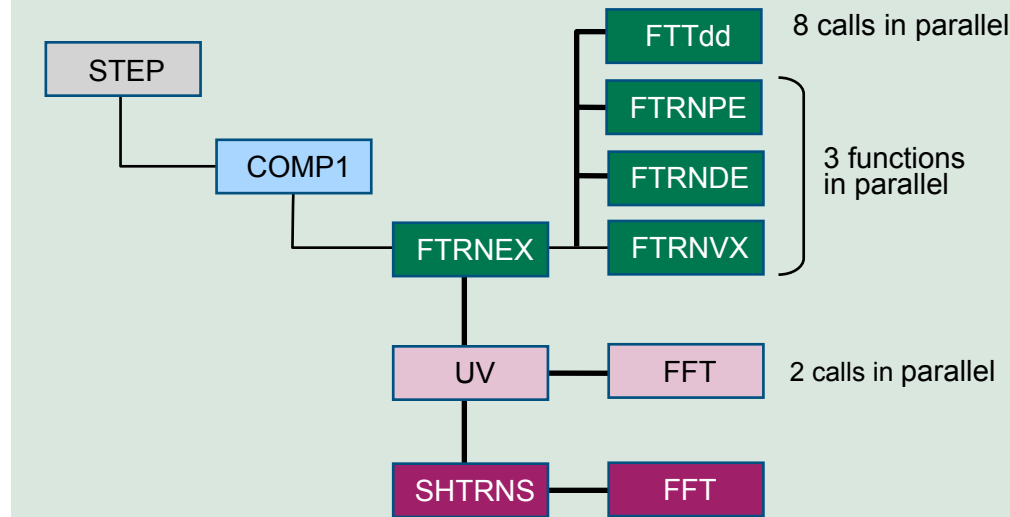 FTTdd
8 calls in parallel
STEP
FTRNPE
COMP1
3 functions
in parallel
FTRNDE
FTRNEX
FTRNVX
UV
FFT
2 calls in parallel
SHTRNS
FFT